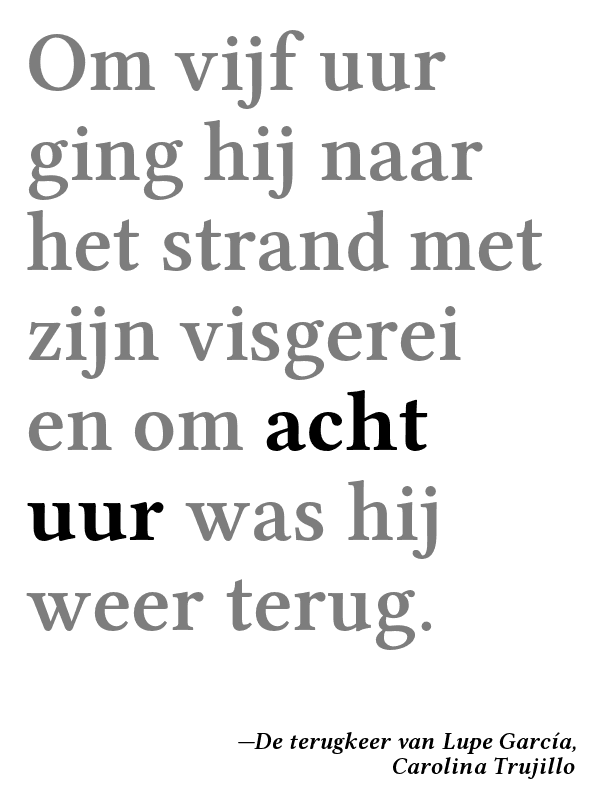 Om vijf uur
ging hij naar
het strand met
zijn visgerei
en om acht
uur was hij
weer terug.
—De terugkeer van Lupe García,
Carolina Trujillo